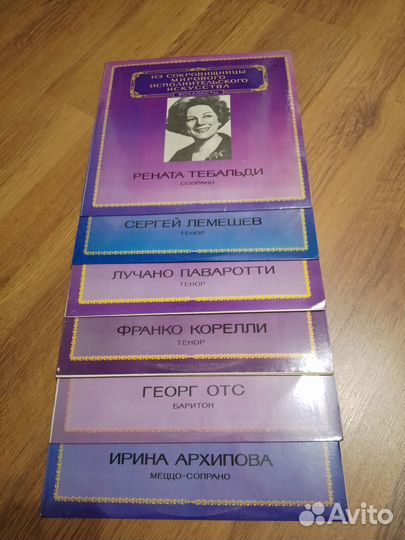 ИЗ СОКРОВИЩНИЦЫ
МИРОВОГО
ИСПОЛНИТЕЛЬСКОГО
ИСКУССТВА
ВОКАЛИСТЫ
РЕНАТА ТЕБАЛЬДИ
СОПРАНО
СЕРГЕЙ ЛЕМЕШЕВ
ТЕНОР
ЛУЧАНО ПАВАРОТТИ
ТЕНОР
ФРАНКО КОРЕЛЛИ
ТЕНОР
ГЕОРГ ОТС
БАРИТОН
ИРИНА АРХИПОВА
МЕЦЦО-СОПРАНО
Avito